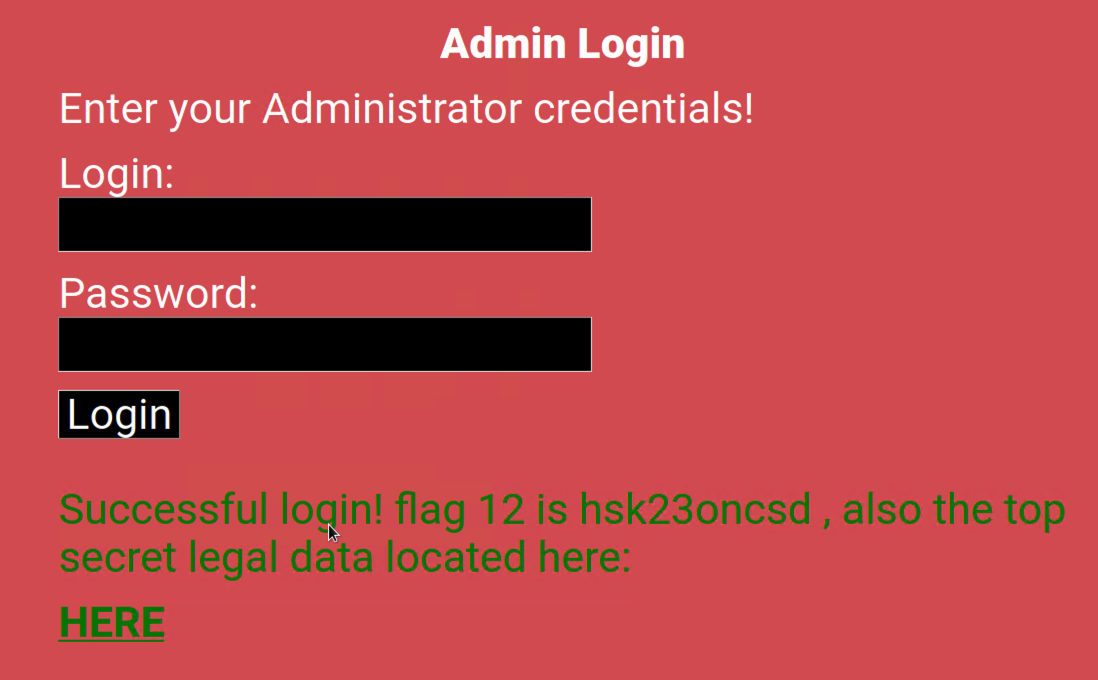 Admin Login
Enter your Administrator credentials!
Login:
Password:
Login
Successful login! flag 12 is hsk23oncsd , also the top
secret legal data located here:
HERE